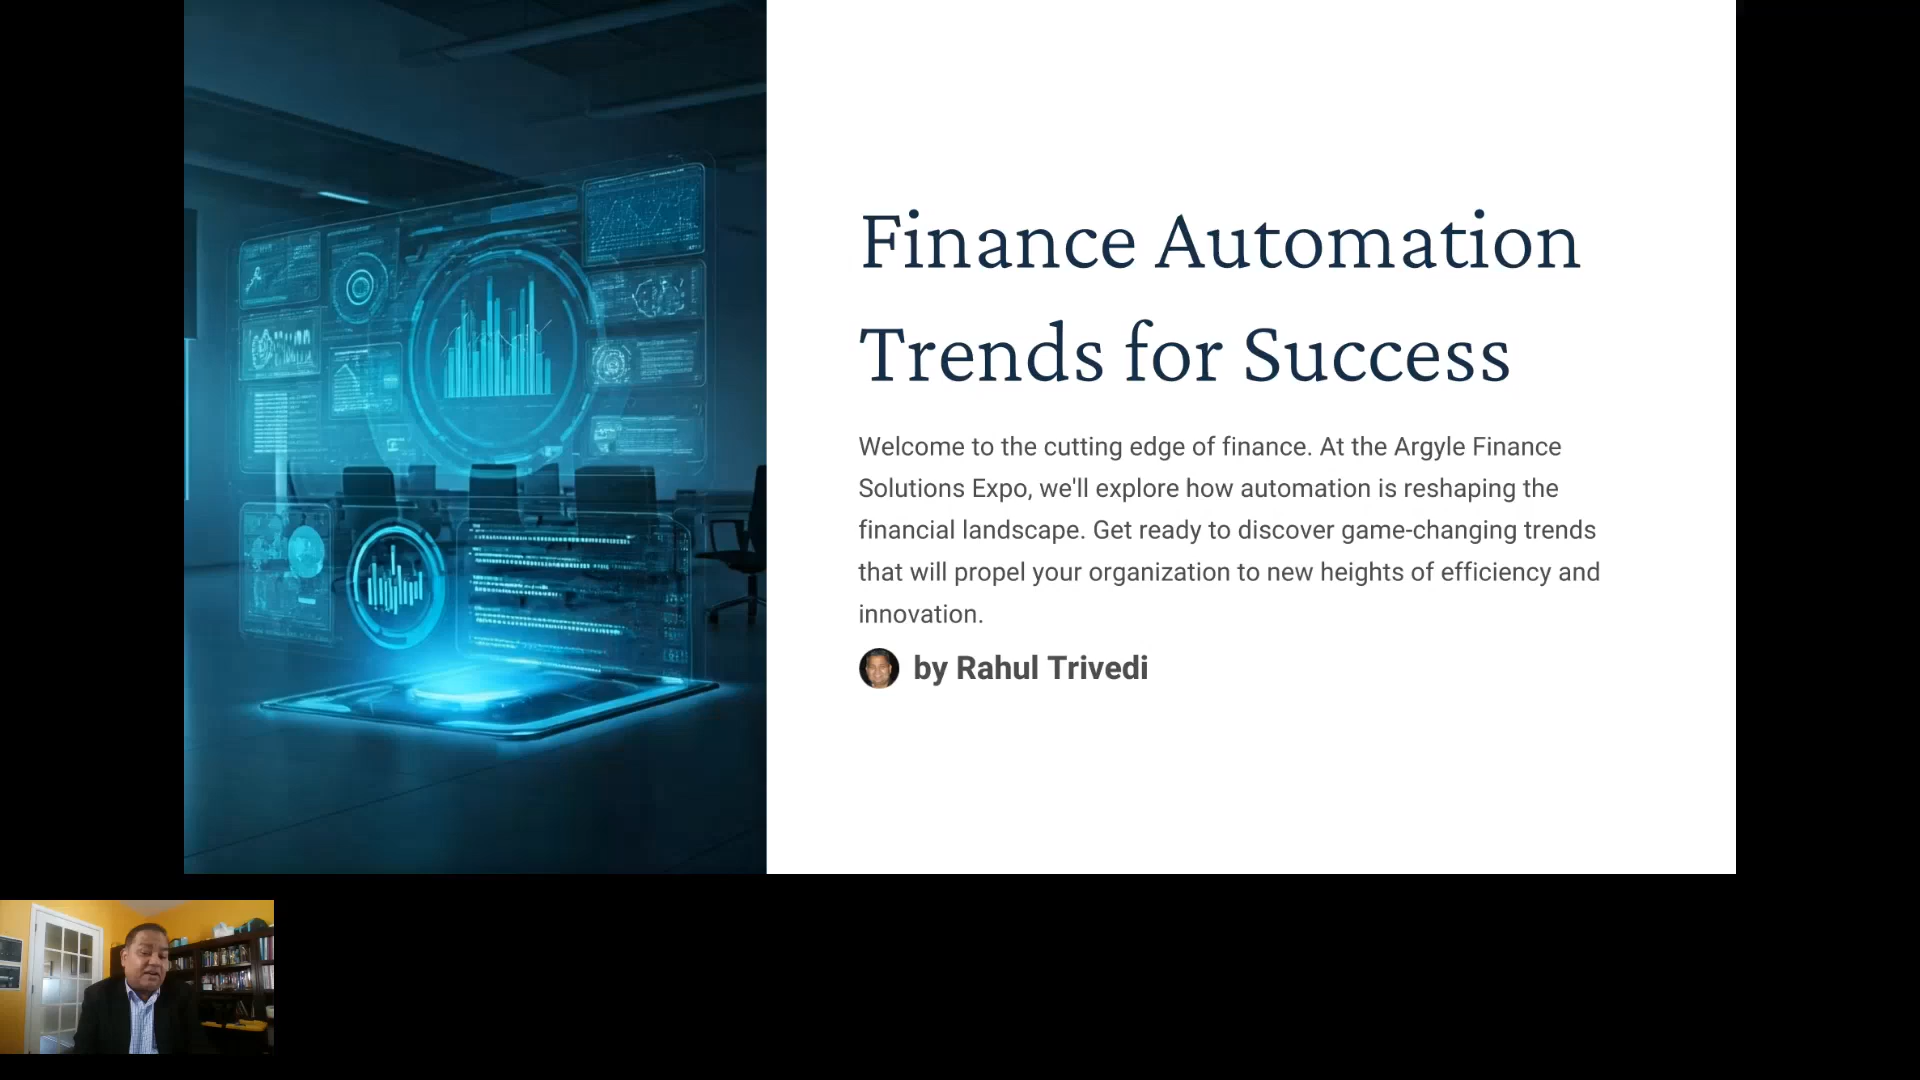 Finance Automation
Trends for Success
Welcome to the cutting edge of finance. At the Argyle Finance
Solutions Expo, we'll explore how automation is reshaping the
financial landscape. Get ready to discover game-changing trends
that will propel your organization to new heights of efficiency and
innovation.
by Rahul Trivedi